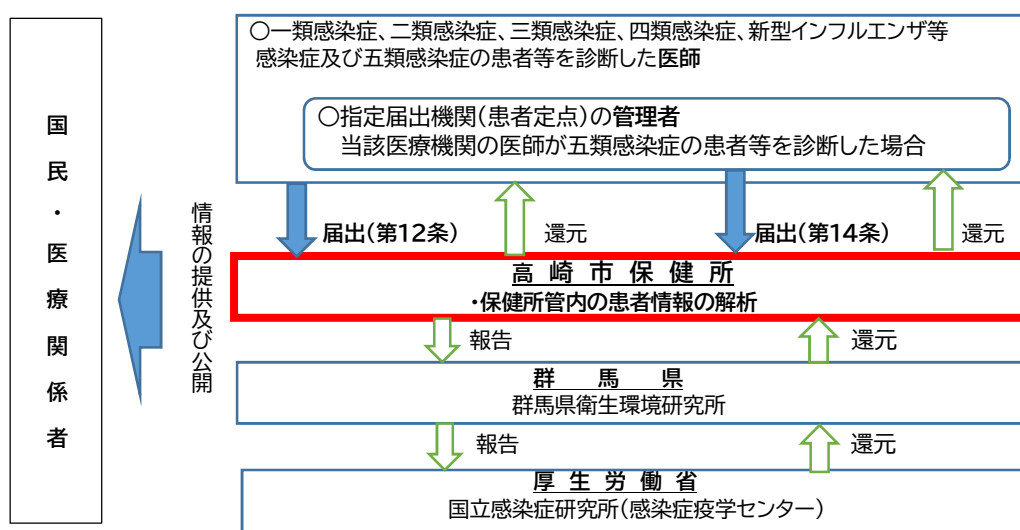 国民・医療関係者
情報の提供及び公開
○一類感染症、二類感染症、三類感染症、四類感染症、新型インフルエンザ等
感染症及び五類感染症の患者等を診断した医師
○指定届出機関(患者定点)の管理者
当該医療機関の医師が五類感染症の患者等を診断した場合
届出(第12条)
還元
届出(第14条)
還元
高崎市保健所
・保健所管内の患者情報の解析
報告
還元
群馬県
群馬県衛生環境研究所
報告
還元
厚生労働省
国立感染症研究所(感染症疫学センター)